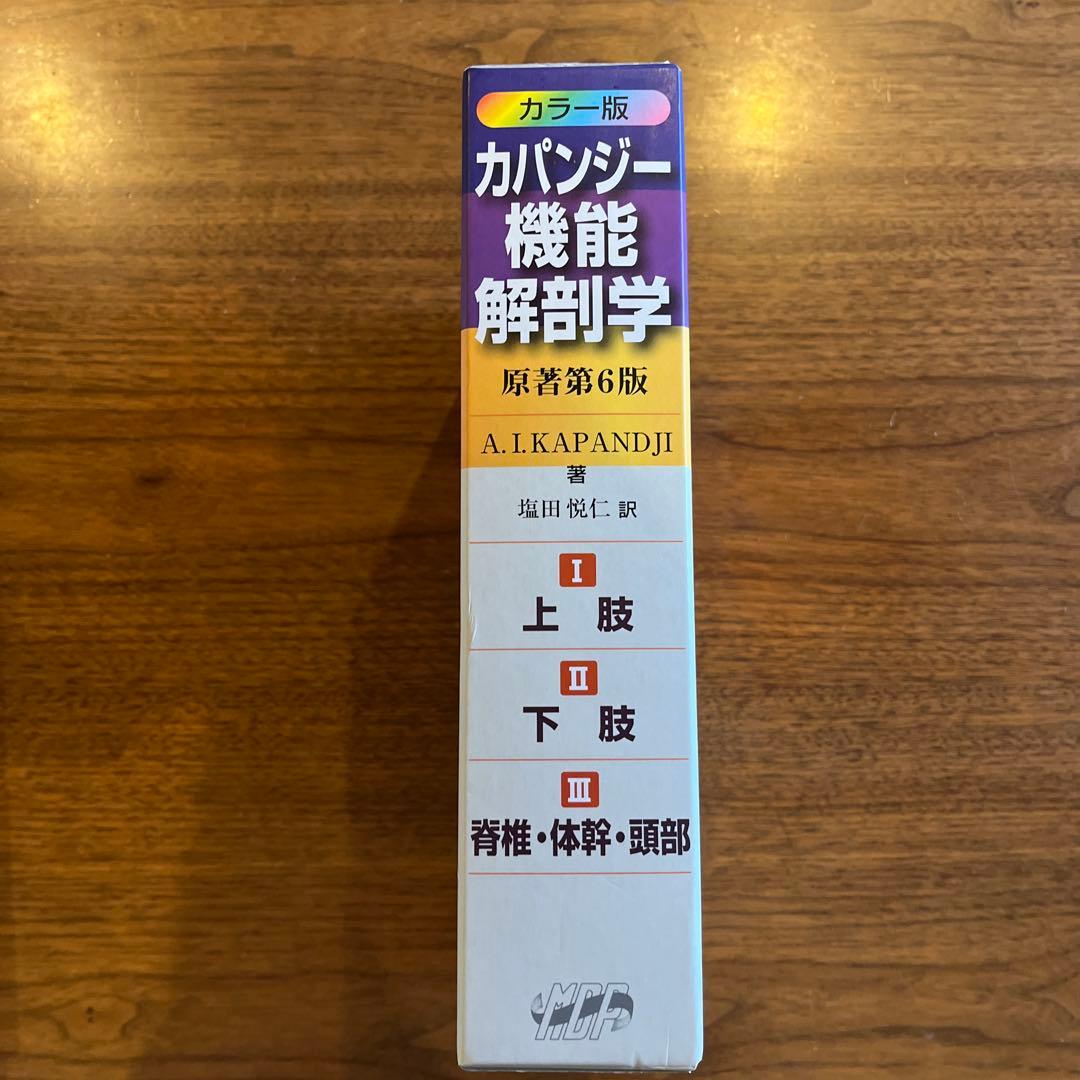 カラー版
カパンジー
機能
解剖学
原著第6版
A.I.KAPANDJI
著
塩田 悦仁 訳
I
上 肢
II
下 肢
III
脊椎・体幹・頭部
MDP